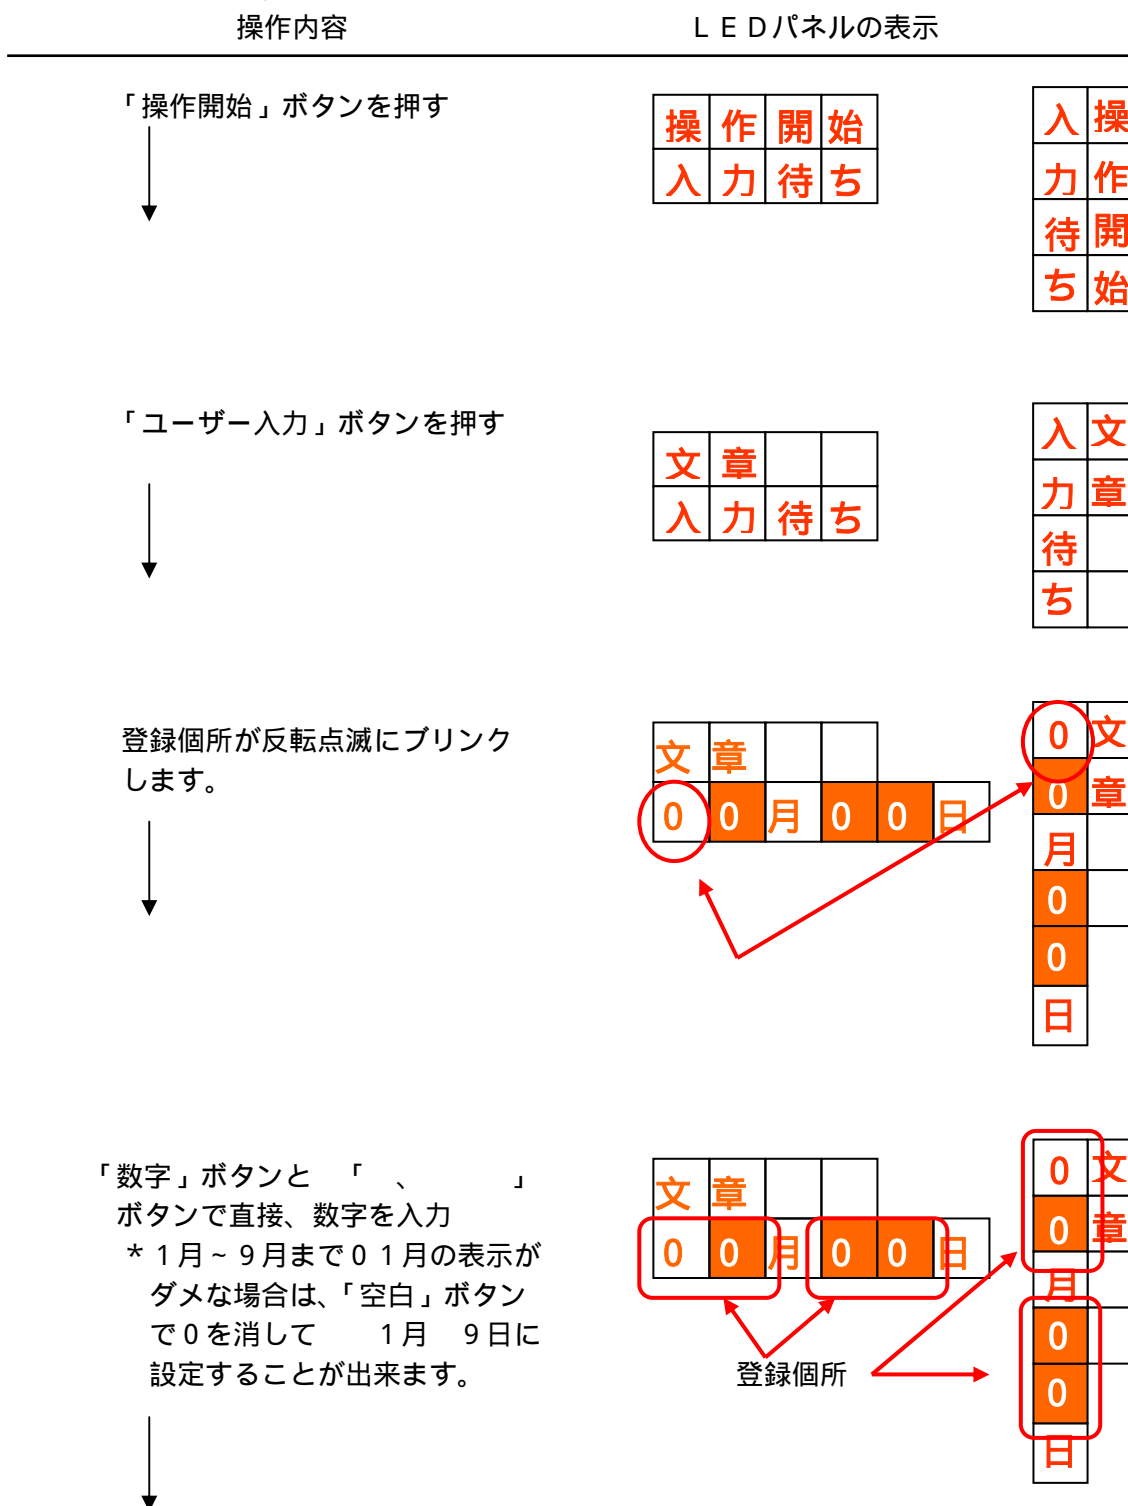 操作内容
ＬＥＤパネルの表示
「操作開始」ボタンを押す
操作開始
入力待ち
入操
力作
待開
ち始
「ユーザー入力」ボタンを押す
文章
入力待ち
入文
力章
待
ち
登録個所が反転点滅にブリンク
します。
文章
００月００日
０文
０章
月
０
０
日
「数字」ボタンと　「　、　　　」
ボタンで直接、数字を入力
＊１月～９月まで０１月の表示が
ダメな場合は、「空白」ボタン
で０を消して　　１月　９日に
設定することが出来ます。
文章
００月００日
登録個所
０文
０章
月
０
０
日